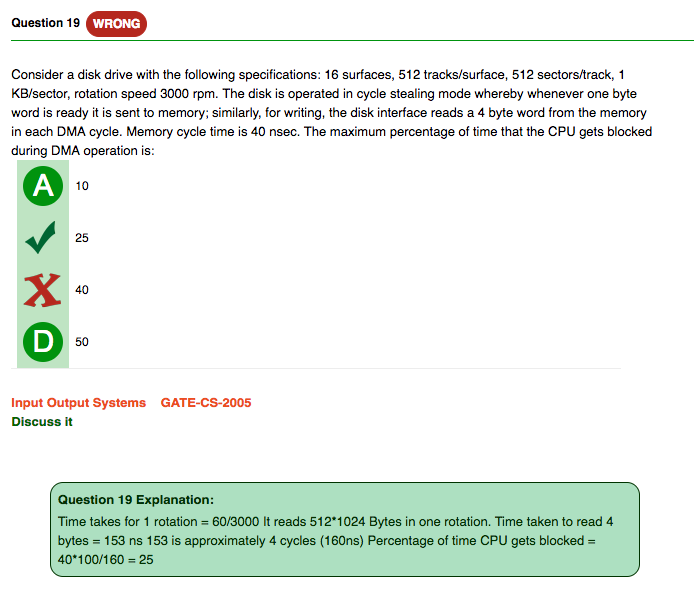 Question 19 WRONG
Consider a disk drive with the following specifications: 16 surfaces, 512 tracks/surface, 512 sectors/track, 1
KB/sector, rotation speed 3000 rpm. The disk is operated in cycle stealing mode whereby whenever one byte
word is ready it is sent to memory; similarly, for writing, the disk interface reads a 4 byte word from the memory
in each DMA cycle. Memory cycle time is 40 nsec. The maximum percentage of time that the CPU gets blocked
during DMA operation is:
A 10
25
X 40
D 50
Input Output Systems GATE-CS-2005
Discuss it
Question 19 Explanation:
Time takes for 1 rotation = 60/3000 It reads 512*1024 Bytes in one rotation. Time taken to read 4
bytes = 153 ns 153 is approximately 4 cycles (160ns) Percentage of time CPU gets blocked =
40*100/160 = 25